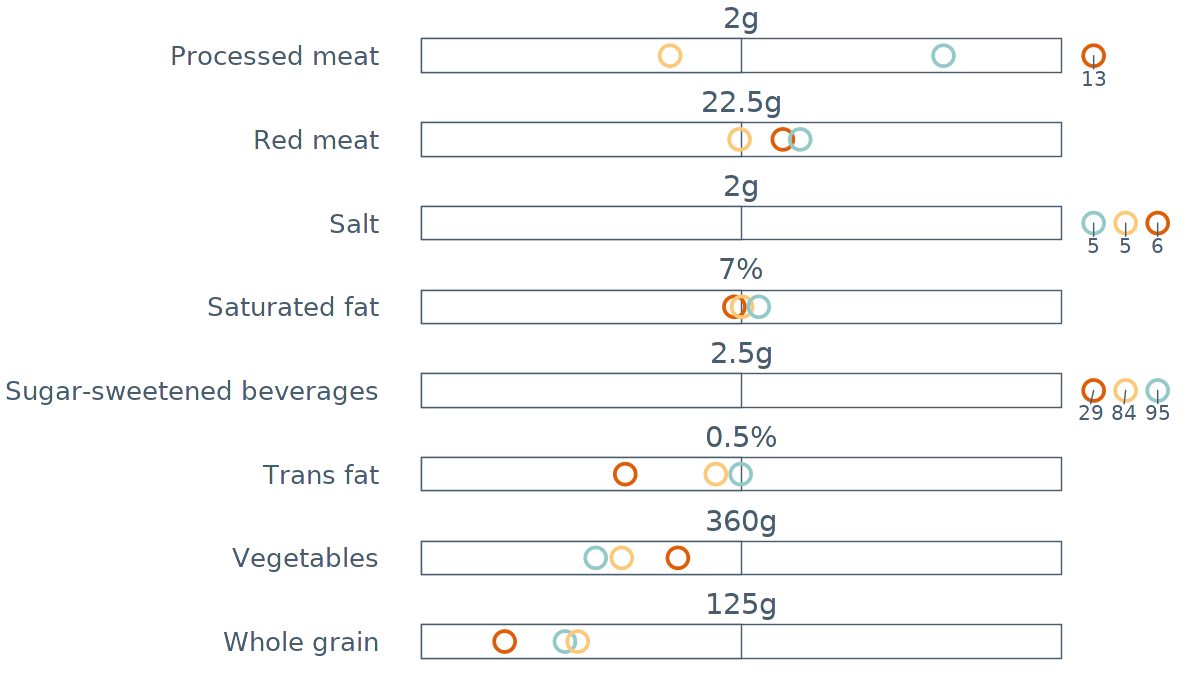 2g
Processed meat
13
22.5g
Red meat
2g
Salt
5 5 6
7%
Saturated fat
2.5g
Sugar-sweetened beverages
29 84 95
0.5%
Trans fat
360g
Vegetables
125g
Whole grain